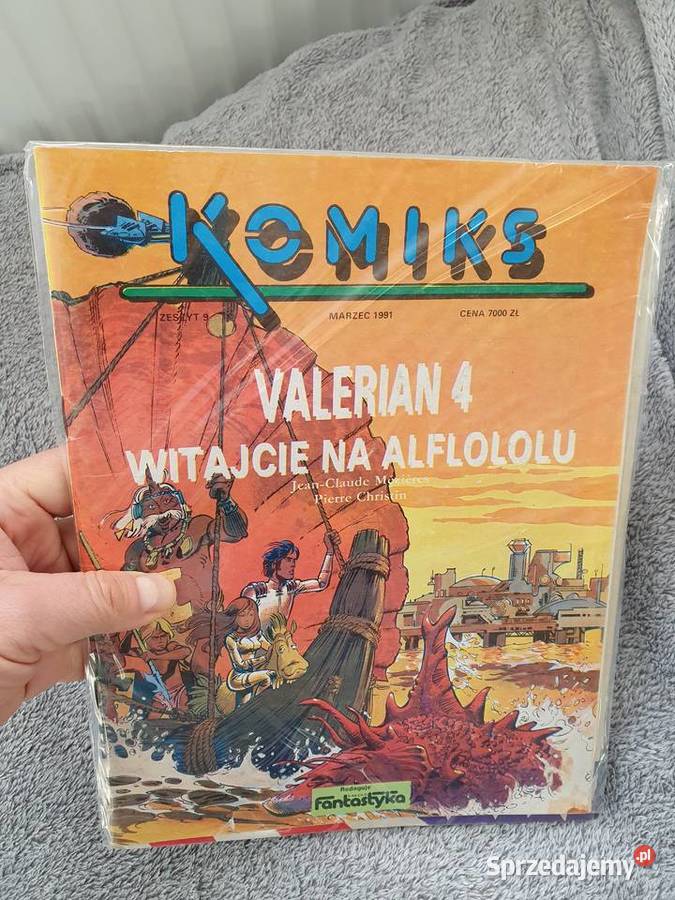 KOMIKS
ZESZYT 9 MARZEC 1991 CENA 7000 ZŁ
VALERIAN 4
WITAJCIE NA ALFLOLOLU
Jean-Claude Mézières
Pierre Christin
Redaguje
Fantastyka
Sprzedajemy.pl